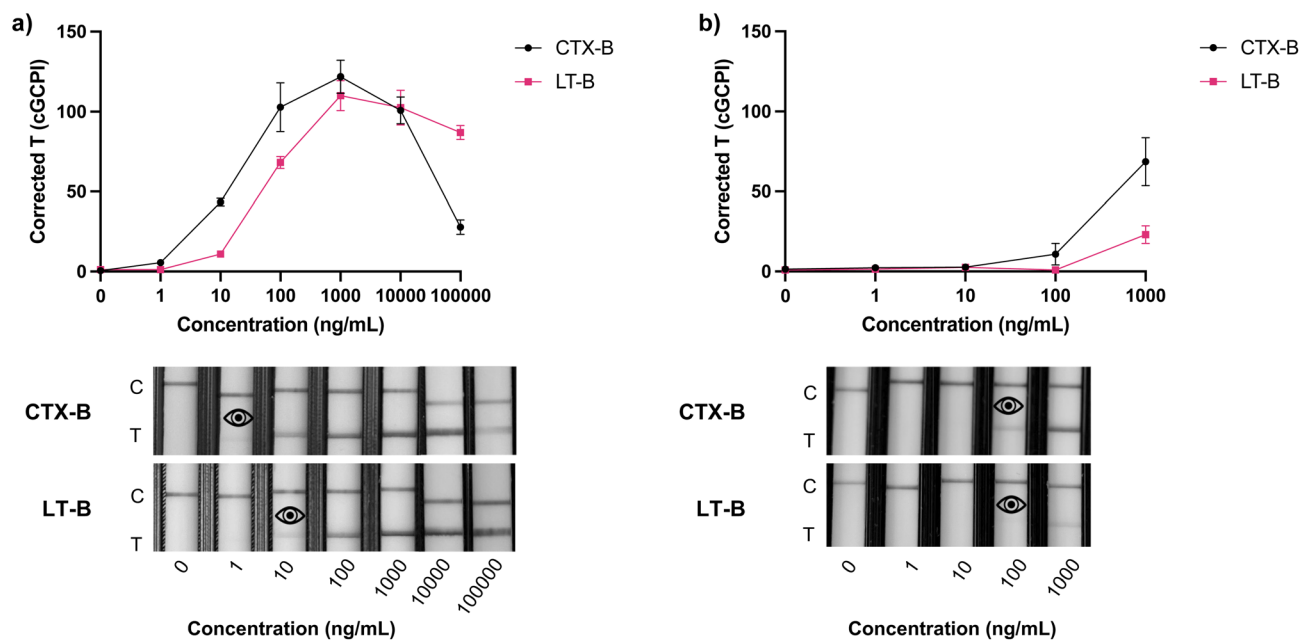 a)
150
100
50
0
Corrected T (cGCPI)
CTX-B
LT-B
0 1 10 100 1000 10000 100000
Concentration (ng/mL)
C
T
CTX-B
C
T
LT-B
0 1 10 100 1000 10000 100000
Concentration (ng/mL)
b)
150
100
50
0
Corrected T (cGCPI)
CTX-B
LT-B
0 1 10 100 1000
Concentration (ng/mL)
C
T
CTX-B
C
T
LT-B
0 1 10 100 1000
Concentration (ng/mL)